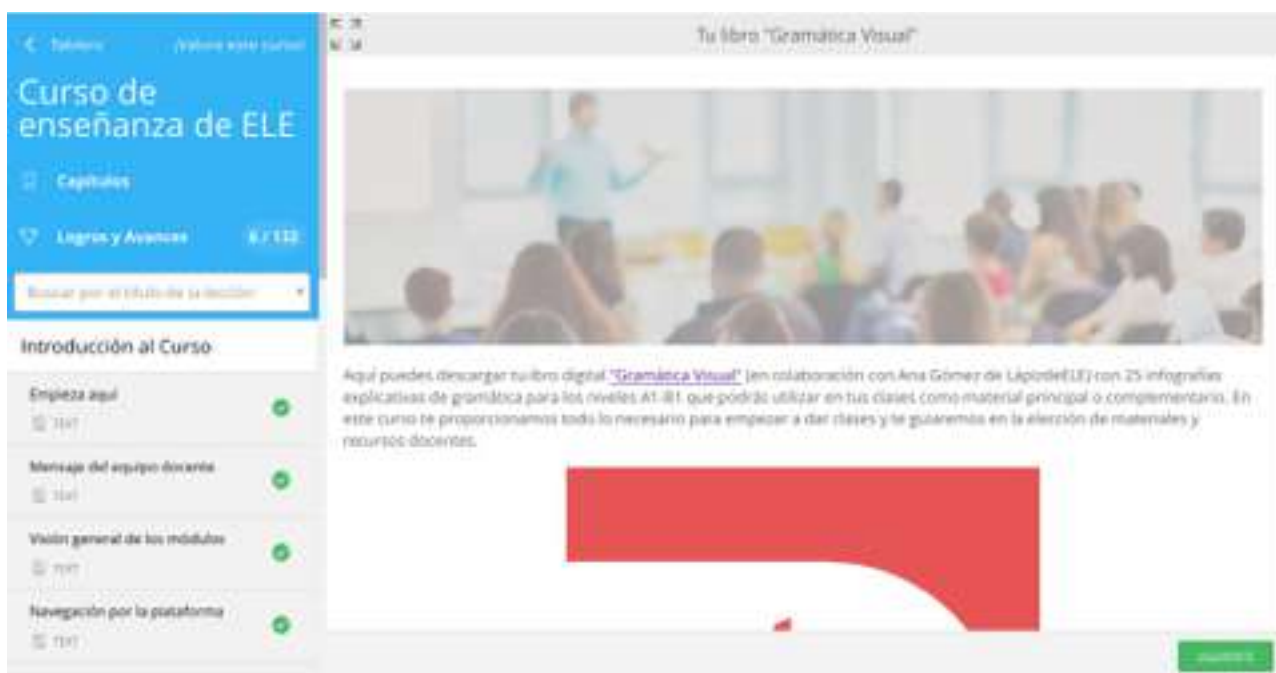 Tablero ¡Valora este curso!
Tu libro "Gramática Visual"
Curso de
enseñanza de ELE
Capítulos
Logros y Avances 6 / 132
Buscar por el título de la lección
Introducción al Curso
Empieza aquí
TEXT
Mensaje del equipo docente
TEXT
Visión general de los módulos
TEXT
Navegación por la plataforma
TEXT
Aquí puedes descargar tu libro digital "Gramática Visual" (en colaboración con Ana Gómez de LápizdeELE) con 25 infografías
explicativas de gramática para los niveles A1-B1 que podrás utilizar en tus clases como material principal o complementario. En
este curso te proporcionamos todo lo necesario para empezar a dar clases y te guiaremos en la elección de materiales y
recursos docentes.